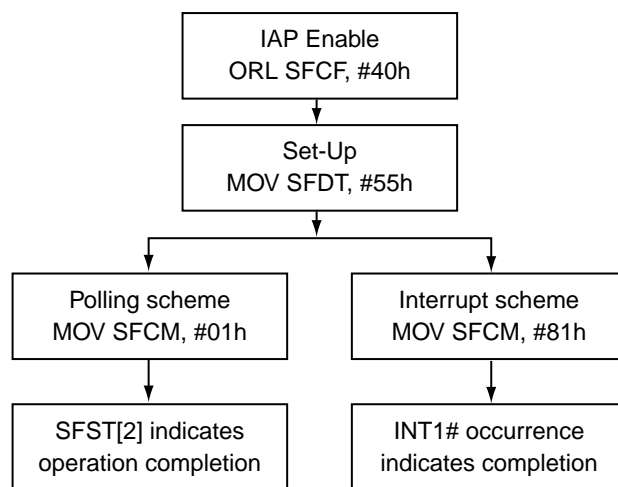 IAP Enable
ORL SFCF, #40h
Set-Up
MOV SFDT, #55h
Polling scheme
MOV SFCM, #01h
Interrupt scheme
MOV SFCM, #81h
SFST[2] indicates
operation completion
INT1# occurrence
indicates completion